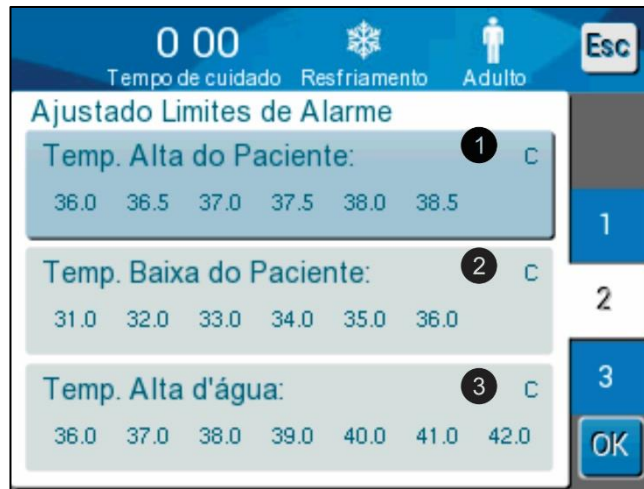 0 00
Tempo de cuidado
Resfriamento
Adulto
Esc
Ajustado Limites de Alarme
Temp. Alta do Paciente: 1 C
36.0 36.5 37.0 37.5 38.0 38.5
1
Temp. Baixa do Paciente: 2 C
31.0 32.0 33.0 34.0 35.0 36.0
2
Temp. Alta d'água: 3 C
36.0 37.0 38.0 39.0 40.0 41.0 42.0
3
OK